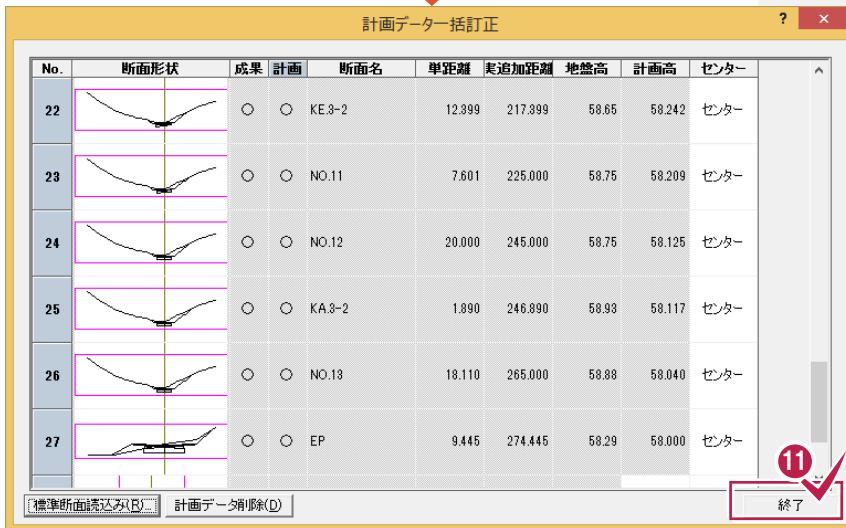 計画データ一括訂正 ? ×
No. 断面形状 成果 計画 断面名 単距離 実追加距離 地盤高 計画高 センター
22 ○ ○ KE.3-2 12.399 217.399 58.65 58.242 センター
23 ○ ○ NO.11 7.601 225.000 58.75 58.209 センター
24 ○ ○ NO.12 20.000 245.000 58.75 58.125 センター
25 ○ ○ KA.3-2 1.890 246.890 58.93 58.117 センター
26 ○ ○ NO.13 18.110 265.000 58.88 58.040 センター
27 ○ ○ EP 9.445 274.445 58.29 58.000 センター
11
標準断面読込み(R)... 計画データ削除(D) 終了